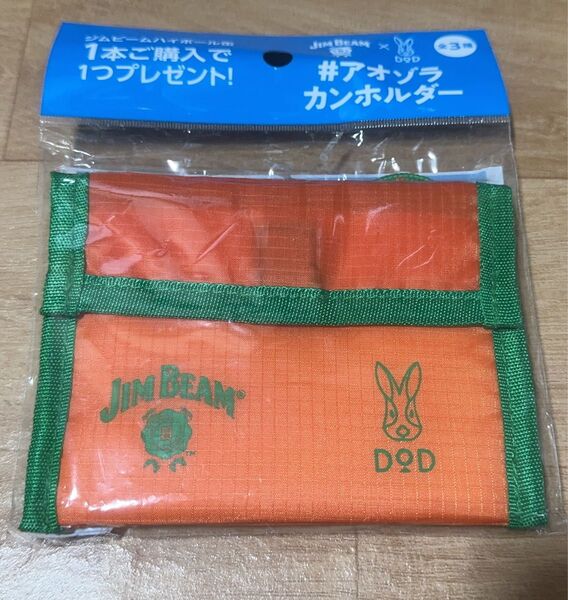 ジムビームハイボール缶
1本ご購入で
1つプレゼント!
JIM BEAM × DOD
全3種
#アオゾラ
カンホルダー
JIM BEAM®
TM
DOD